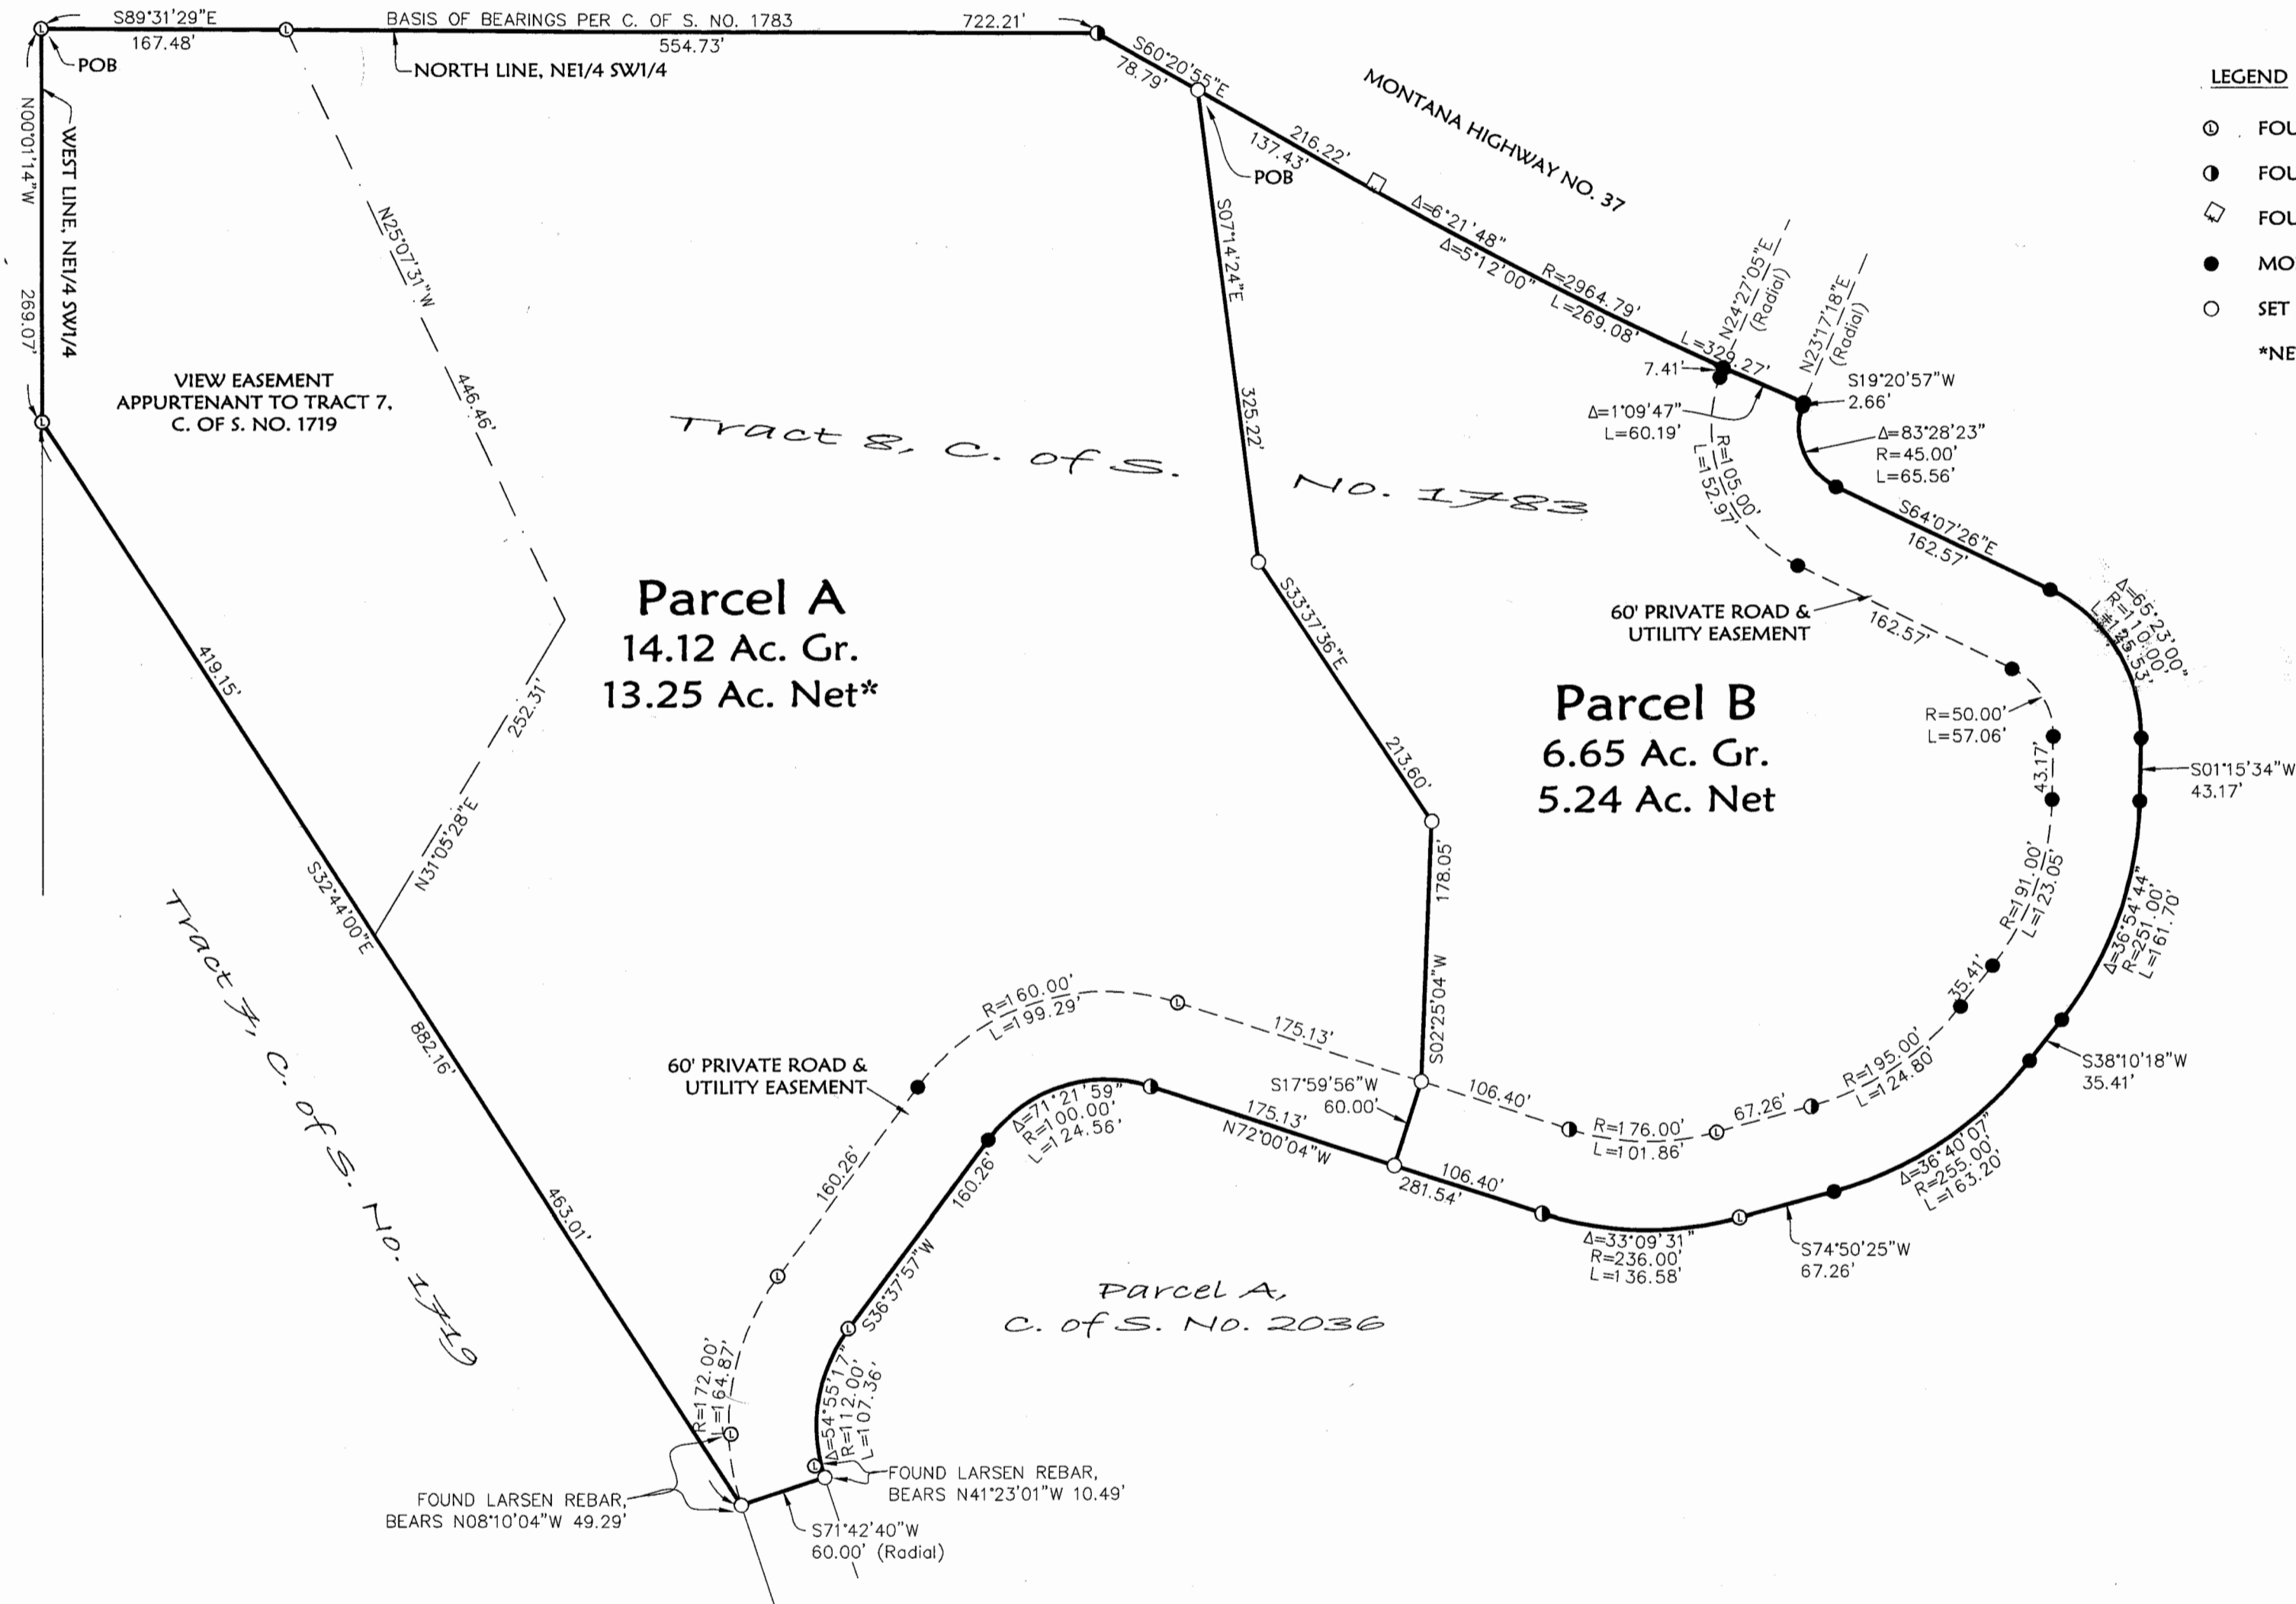 S89°31'29"E
BASIS OF BEARINGS PER C. OF S. NO. 1783
722.21'
167.48'
554.73'
POB
NORTH LINE, NE1/4 SW1/4
S60°20'55"E
78.79'
MONTANA HIGHWAY NO. 37
216.22'
137.43'
POB
LEGEND
FOU
FOU
FOU
MO
SET
*NE
N00°01'14"W
269.07'
WEST LINE, NE1/4 SW1/4
N25°07'31"W
446.46'
VIEW EASEMENT
APPURTENANT TO TRACT 7,
C. OF S. NO. 1719
S07°14'24"E
325.22'
Δ=6°21'48"
Δ=5°12'00"
R=2964.79'
L=269.08'
L=329.27'
N24°27'05"E
(Radial)
N23°17'18"E
(Radial)
7.41'
S19°20'57"W
2.66'
Δ=1°09'47"
L=60.19'
Δ=83°28'23"
R=45.00'
L=65.56'
R=105.00'
L=152.97'
Tract 8, C. of S. No. 1783
S64°07'26"E
162.57'
Parcel A
14.12 Ac. Gr.
13.25 Ac. Net*
S33°37'36"E
213.60'
60' PRIVATE ROAD &
UTILITY EASEMENT
162.57'
Δ=65°23'00"
R=110.00'
L=125.53'
Parcel B
6.65 Ac. Gr.
5.24 Ac. Net
R=50.00'
L=57.06'
43.17'
S01°15'34"W
43.17'
419.15'
252.31'
N31°05'28"E
S32°44'00"E
882.16'
463.01'
Tract 7, C. of S. No. 1719
178.05'
S02°25'04"W
R=191.00'
L=123.05'
Δ=36°54'44"
R=251.00'
L=161.70'
35.41'
S38°10'18"W
35.41'
R=160.00'
L=199.29'
175.13'
60' PRIVATE ROAD &
UTILITY EASEMENT
S17°59'56"W
60.00'
106.40'
R=176.00'
L=101.86'
67.26'
R=195.00'
L=124.80'
Δ=71°21'59"
R=100.00'
L=124.56'
175.13'
N72°00'04"W
106.40'
281.54'
160.26'
160.26'
S36°37'57"W
Δ=33°09'31"
R=236.00'
L=136.58'
S74°50'25"W
67.26'
Δ=36°40'07"
R=255.00'
L=163.20'
Parcel A,
C. of S. No. 2036
R=172.00'
L=164.87'
Δ=54°55'17"
R=112.00'
L=107.36'
FOUND LARSEN REBAR,
BEARS N41°23'01"W 10.49'
FOUND LARSEN REBAR,
BEARS N08°10'04"W 49.29'
S71°42'40"W
60.00' (Radial)